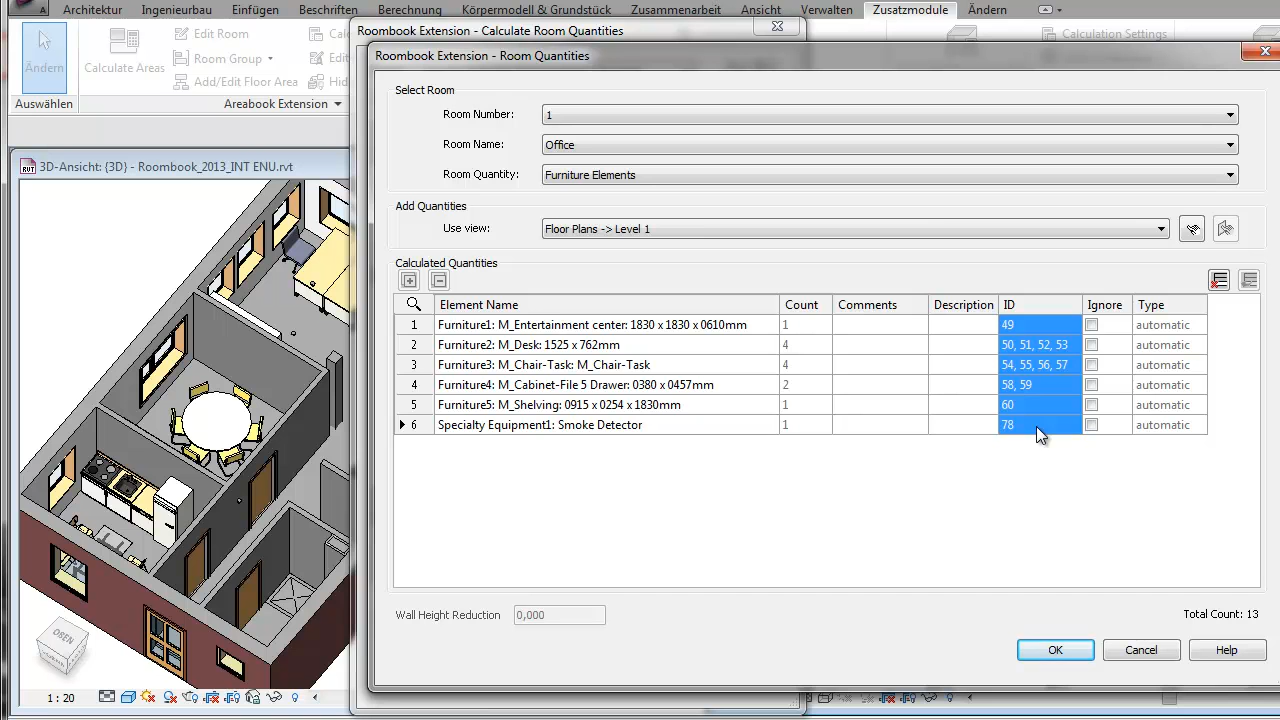 Architektur Ingenieurbau Einfügen Beschriften Berechnung Körpermodell & Grundstück Zusammenarbeit Ansicht Verwalten Zusatzmodule Ändern
Ändern
Auswählen
Calculate Areas
Edit Room
Room Group
Add/Edit Floor Area
Areabook Extension
Calculation Settings
3D-Ansicht: {3D} - Roombook_2013_INT ENU.rvt
Roombook Extension - Calculate Room Quantities
Roombook Extension - Room Quantities
Select Room
Room Number: 1
Room Name: Office
Room Quantity: Furniture Elements
Add Quantities
Use view: Floor Plans -> Level 1
Calculated Quantities
Element Name Count Comments Description ID Ignore Type
1 Furniture1: M_Entertainment center: 1830 x 1830 x 0610mm 1 49 automatic
2 Furniture2: M_Desk: 1525 x 762mm 4 50, 51, 52, 53 automatic
3 Furniture3: M_Chair-Task: M_Chair-Task 4 54, 55, 56, 57 automatic
4 Furniture4: M_Cabinet-File 5 Drawer: 0380 x 0457mm 2 58, 59 automatic
5 Furniture5: M_Shelving: 0915 x 0254 x 1830mm 1 60 automatic
6 Specialty Equipment1: Smoke Detector 1 78 automatic
Wall Height Reduction 0,000
Total Count: 13
OK Cancel Help
OBEN
1 : 20